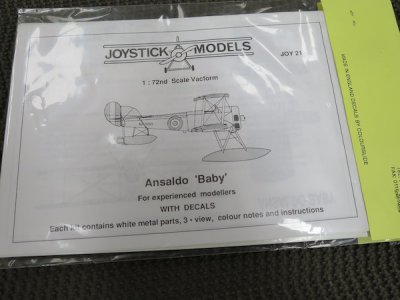 JOYSTICK MODELS
JOY 21
1 : 72nd Scale Vacform
Ansaldo 'Baby'
For experienced modellers
WITH DECALS
Each kit contains white metal parts, 3 - view, colour notes and instructions
MADE IN ENGLAND DECALS BY COLOURSLIDE